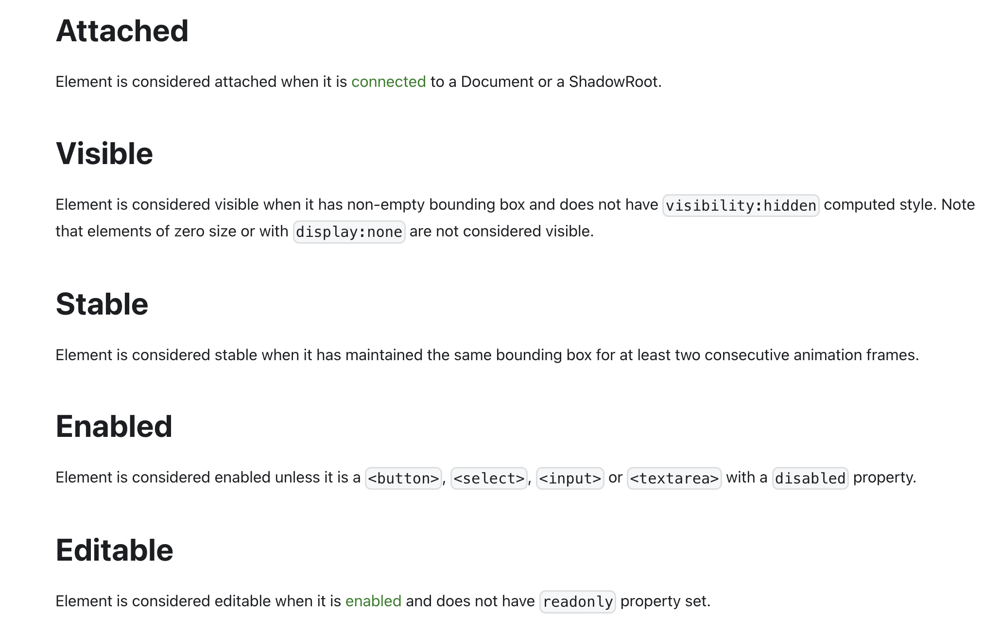 Attached
Element is considered attached when it is connected to a Document or a ShadowRoot.
Visible
Element is considered visible when it has non-empty bounding box and does not have visibility:hidden computed style. Note
that elements of zero size or with display:none are not considered visible.
Stable
Element is considered stable when it has maintained the same bounding box for at least two consecutive animation frames.
Enabled
Element is considered enabled unless it is a <button>, <select>, <input> or <textarea> with a disabled property.
Editable
Element is considered editable when it is enabled and does not have readonly property set.